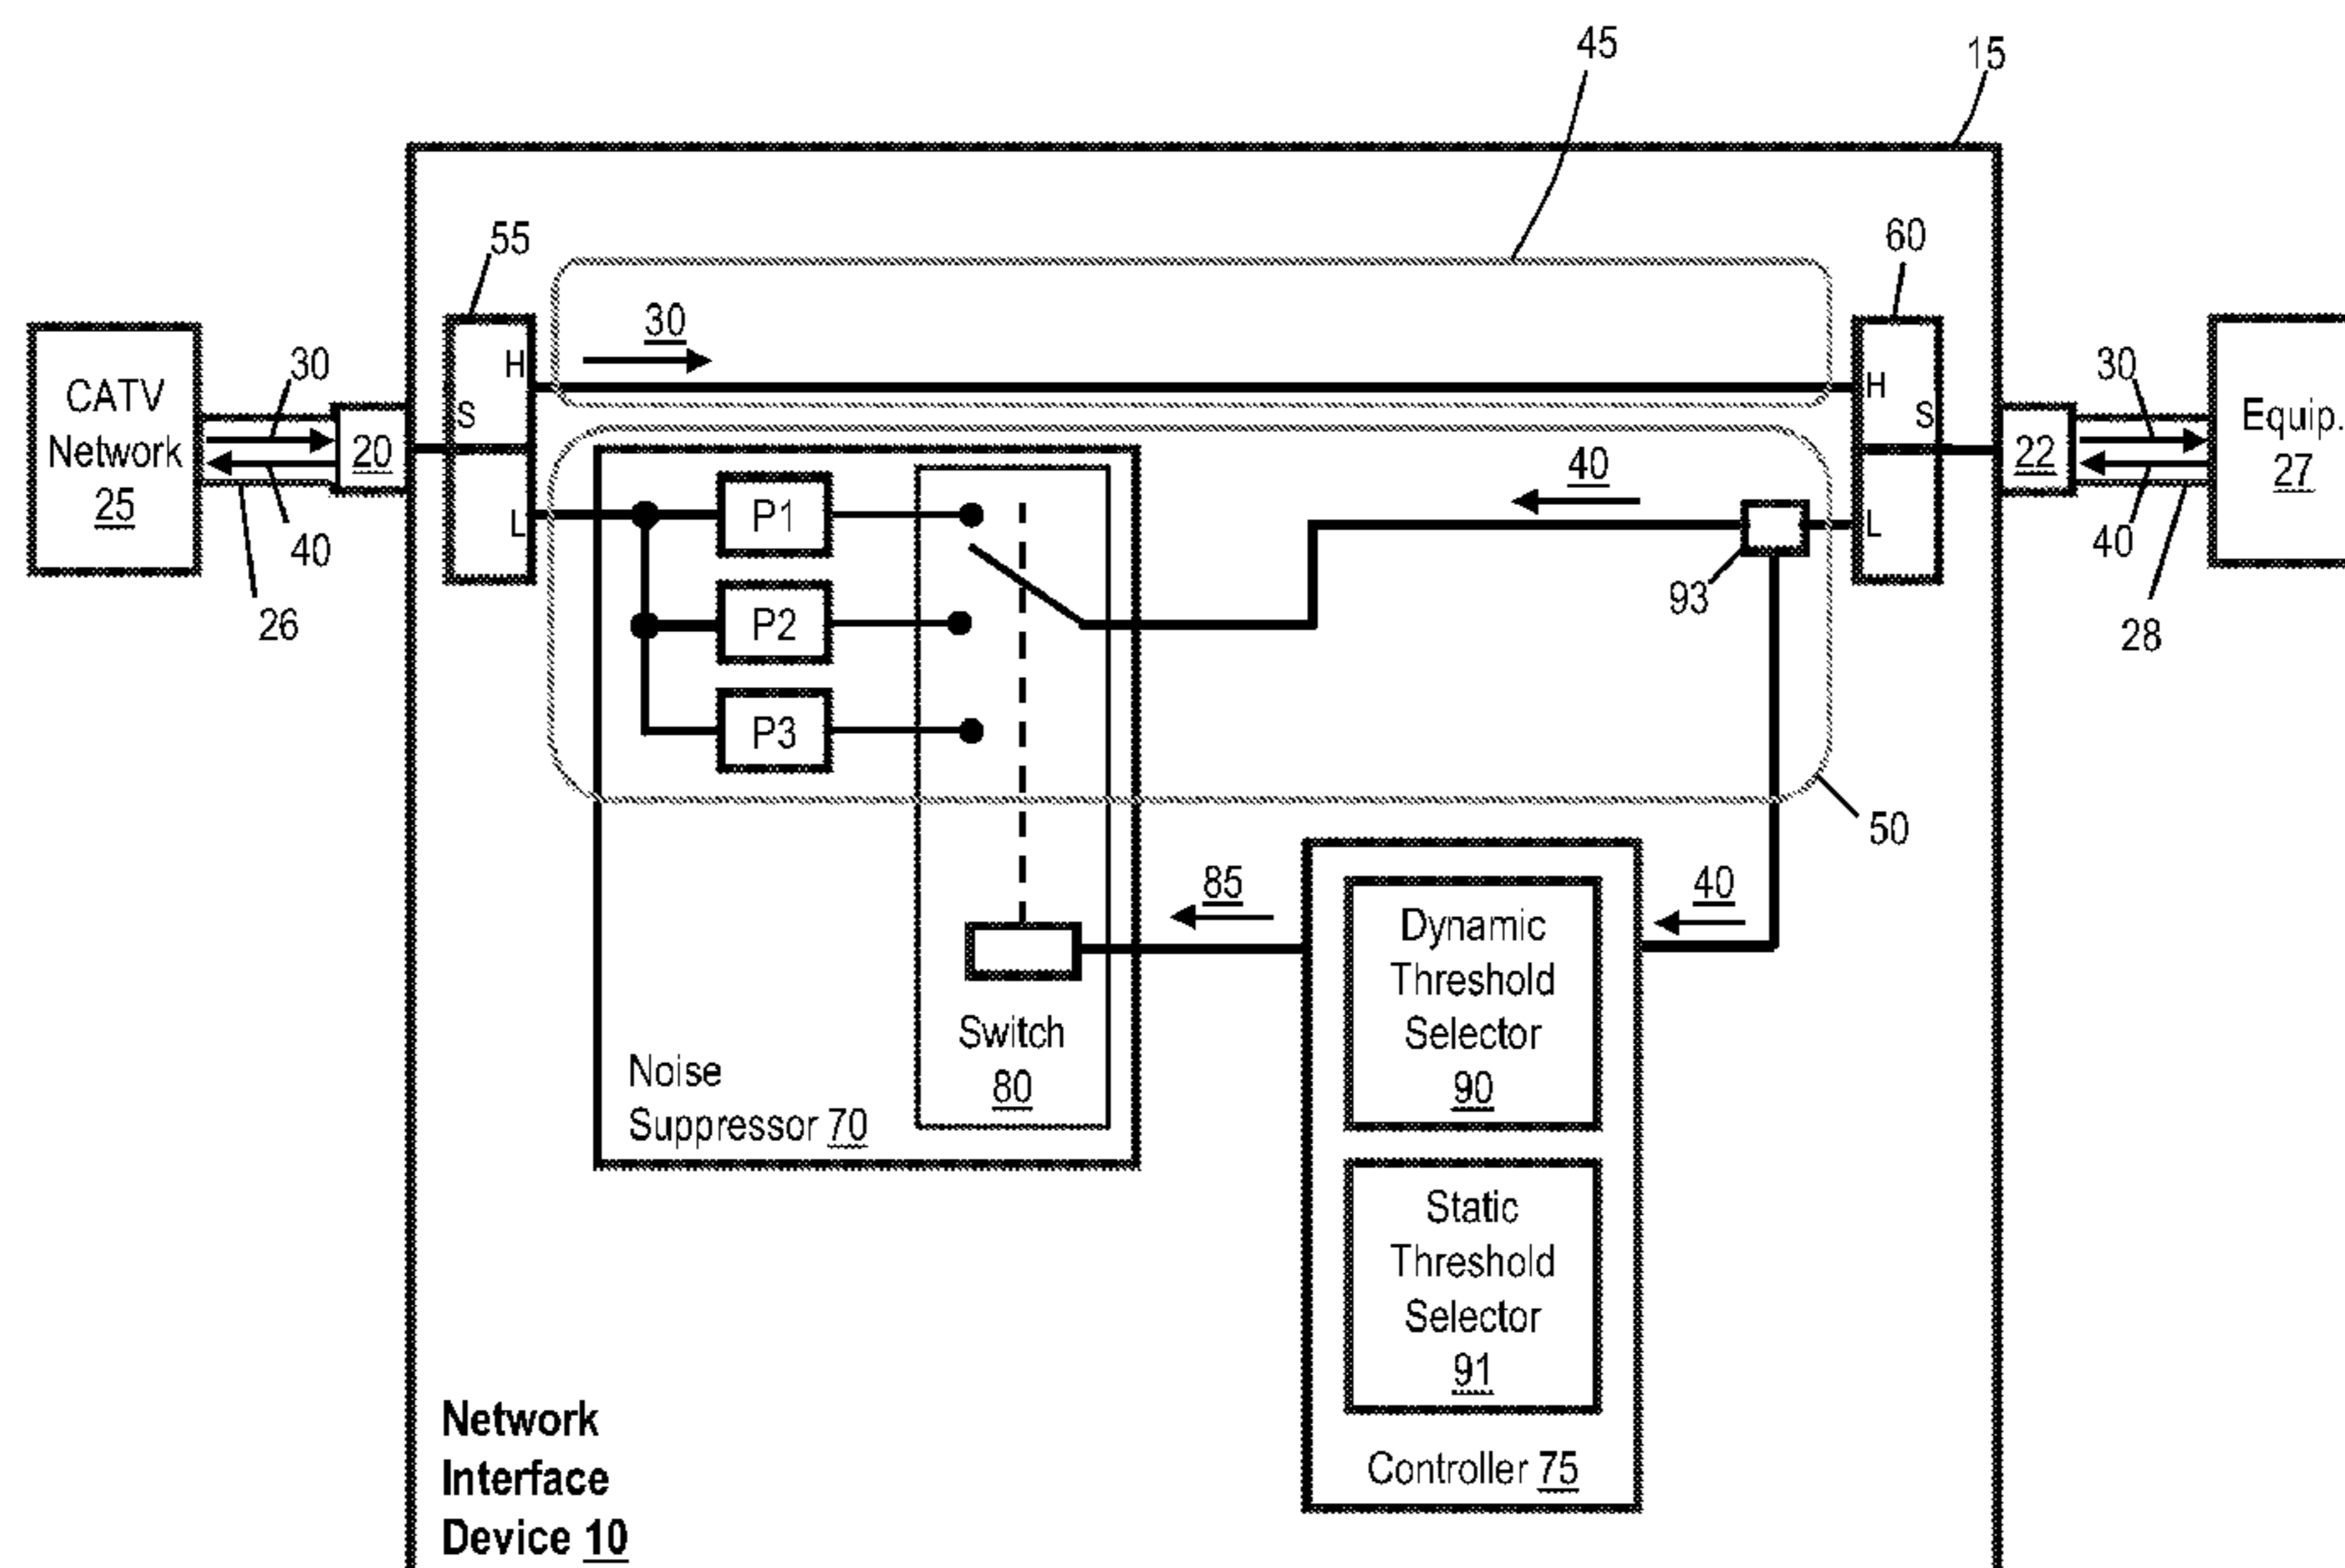 45
15
55
60
30
CATV
Network
25
30
40
26
20
S
H
L
H
S
L
22
30
40
28
Equip.
27
P1
P2
P3
40
93
50
85
40
Switch
80
Noise
Suppressor 70
Dynamic
Threshold
Selector
90
Static
Threshold
Selector
91
Controller 75
Network
Interface
Device 10